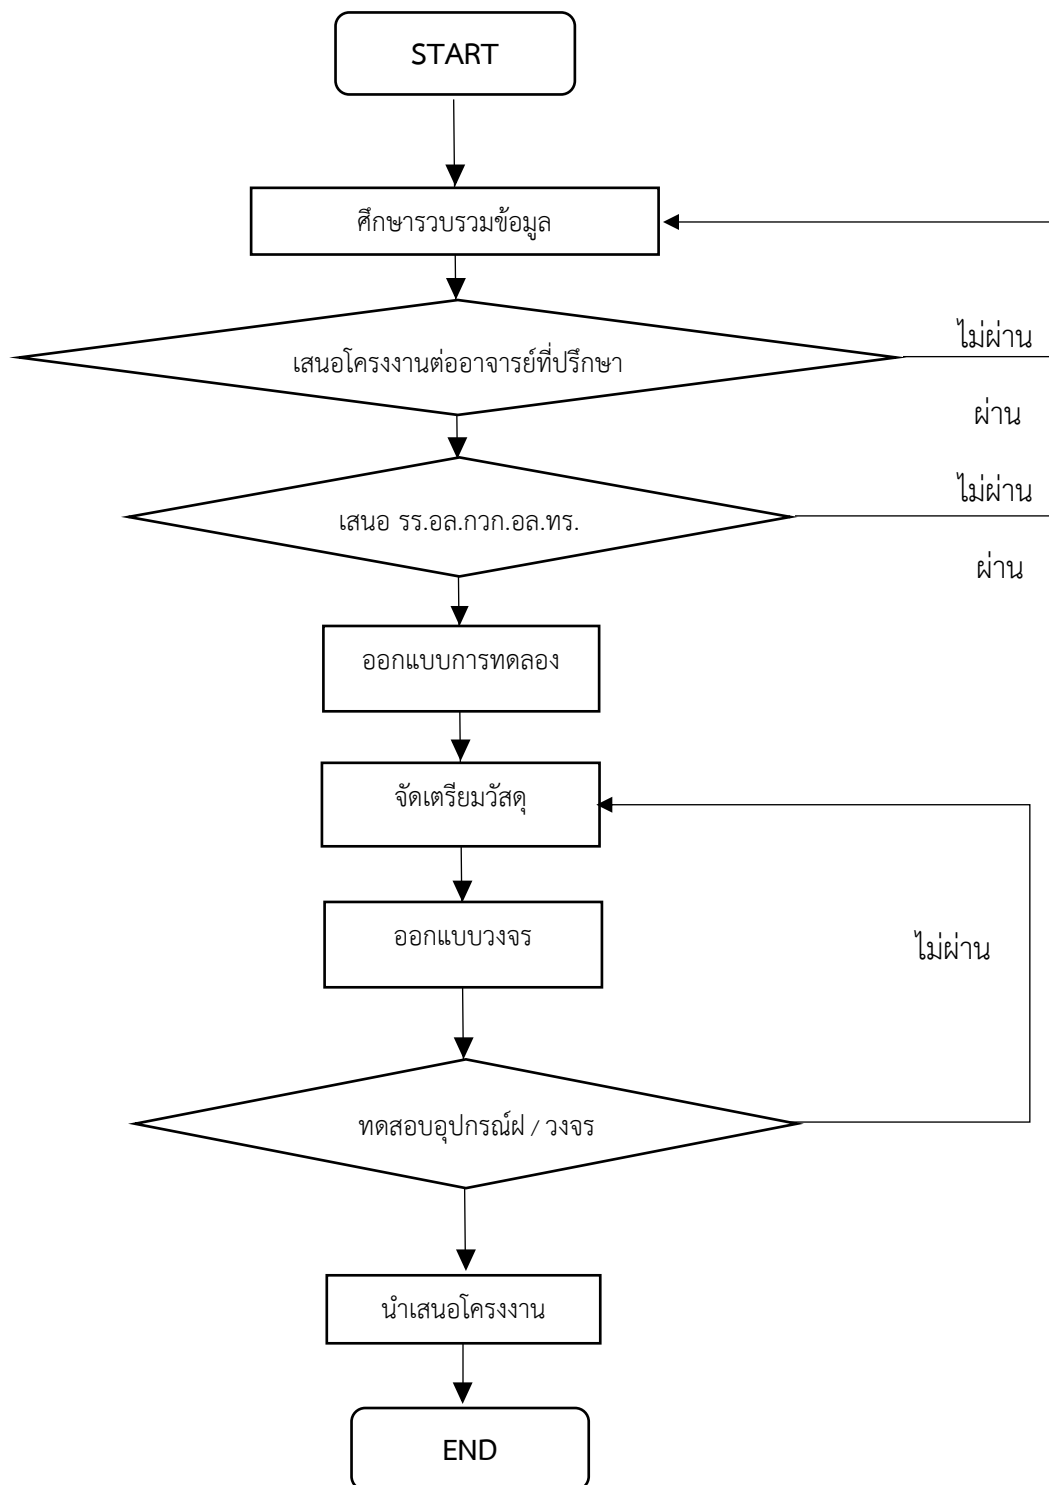 START
ศึกษารวบรวมข้อมูล
ไม่ผ่าน
เสนอโครงงานต่ออาจารย์ที่ปรึกษา
ผ่าน
ไม่ผ่าน
เสนอ รร.อล.กวก.อล.ทร.
ผ่าน
ออกแบบการทดลอง
จัดเตรียมวัสดุ
ออกแบบวงจร
ไม่ผ่าน
ทดสอบอุปกรณ์ฝ / วงจร
นำเสนอโครงงาน
END